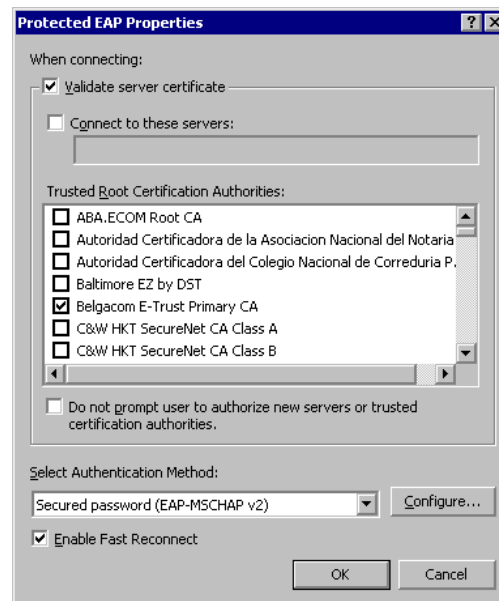 Protected EAP Properties
When connecting:
Validate server certificate
Connect to these servers:
Trusted Root Certification Authorities:
ABA.ECOM Root CA
Autoridad Certificadora de la Asociacion Nacional del Notaria
Autoridad Certificadora del Colegio Nacional de Correduria P.
Baltimore EZ by DST
Belgacom E-Trust Primary CA
C&W HKT SecureNet CA Class A
C&W HKT SecureNet CA Class B
Do not prompt user to authorize new servers or trusted
certification authorities.
Select Authentication Method:
Secured password (EAP-MSCHAP v2)
Configure...
Enable Fast Reconnect
OK
Cancel